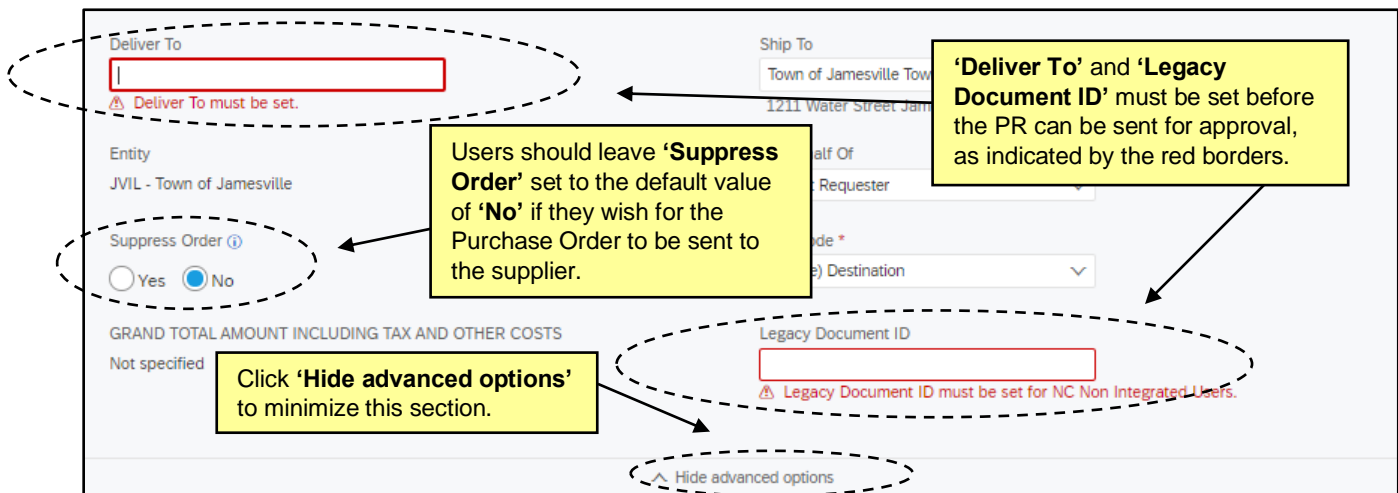 Deliver To
Deliver To must be set.
Ship To
Town of Jamesville Tow
1211 Water Street Jam
‘Deliver To’ and ‘Legacy
Document ID’ must be set before
the PR can be sent for approval,
as indicated by the red borders.
Entity
JVIL - Town of Jamesville
Users should leave ‘Suppress
Order’ set to the default value
of ‘No’ if they wish for the
Purchase Order to be sent to
the supplier.
alf Of
Requester
Suppress Order
Yes No
ode *
e) Destination
GRAND TOTAL AMOUNT INCLUDING TAX AND OTHER COSTS
Not specified
Legacy Document ID
Legacy Document ID must be set for NC Non Integrated Users.
Click ‘Hide advanced options’
to minimize this section.
Hide advanced options